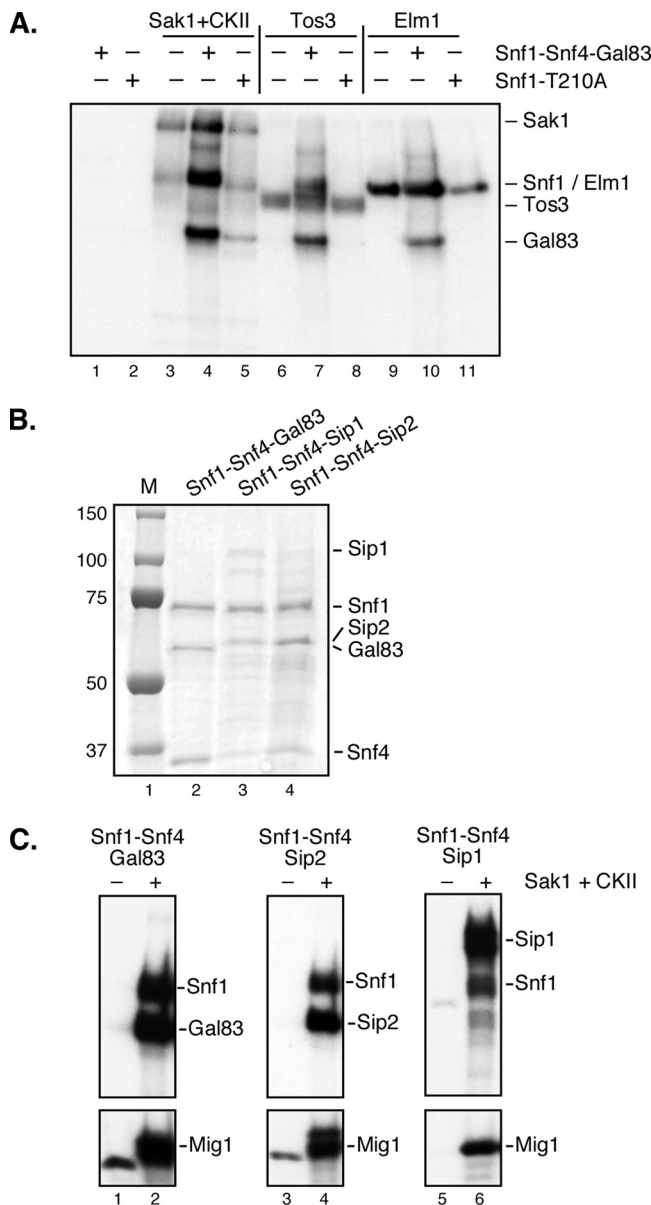 A.
Sak1+CKII Tos3 Elm1
+ – – + – – + – – + – Snf1-Snf4-Gal83
– + – – + – – + – – + Snf1-T210A
– Sak1
– Snf1 / Elm1
– Tos3
– Gal83
1 2 3 4 5 6 7 8 9 10 11
B.
M Snf1-Snf4-Gal83 Snf1-Snf4-Sip1 Snf1-Snf4-Sip2
150
100
75
50
37
– Sip1
– Snf1
Sip2
Gal83
– Snf4
1 2 3 4
C.
Snf1-Snf4 Snf1-Snf4 Snf1-Snf4
Gal83 Sip2 Sip1
– + – + – + Sak1 + CKII
-Snf1 -Snf1 -Sip1
-Gal83 -Sip2 -Snf1
-Mig1 -Mig1 -Mig1
1 2 3 4 5 6